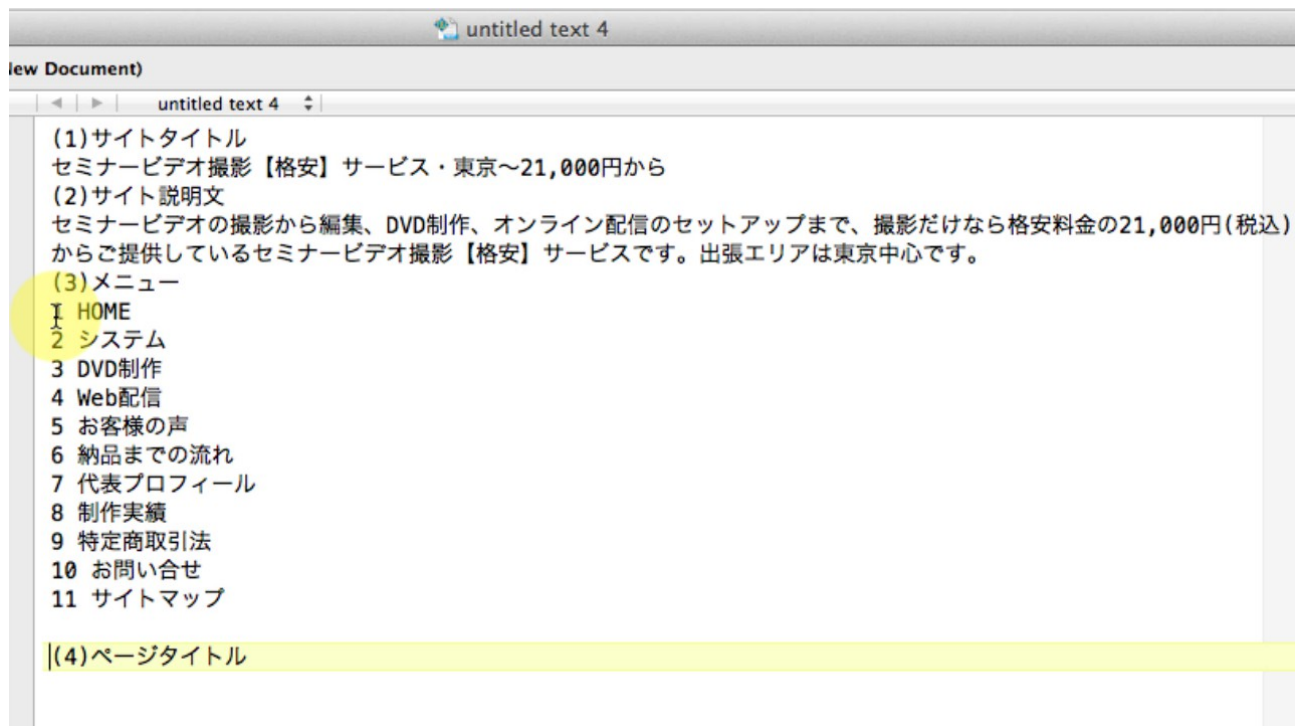 untitled text 4
New Document)
untitled text 4
(1)サイトタイトル
セミナービデオ撮影【格安】サービス・東京〜21,000円から
(2)サイト説明文
セミナービデオの撮影から編集、DVD制作、オンライン配信のセットアップまで、撮影だけなら格安料金の21,000円(税込)
からご提供しているセミナービデオ撮影【格安】サービスです。出張エリアは東京中心です。
(3)メニュー
1 HOME
2 システム
3 DVD制作
4 Web配信
5 お客様の声
6 納品までの流れ
7 代表プロフィール
8 制作実績
9 特定商取引法
10 お問い合せ
11 サイトマップ
(4)ページタイトル